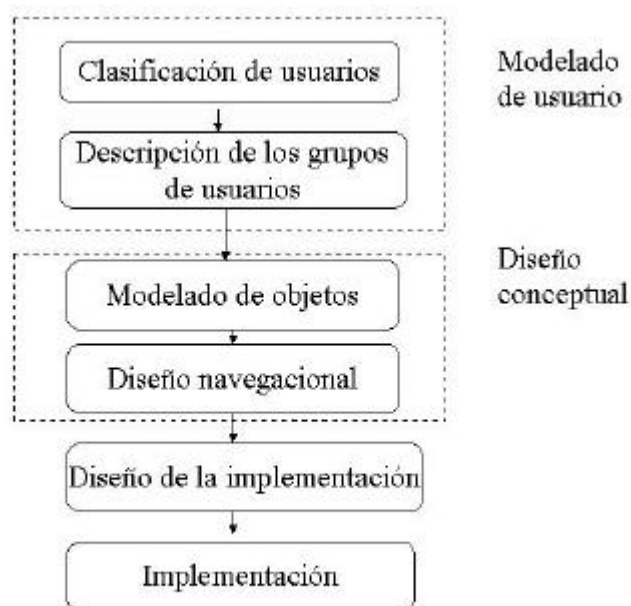 Clasificación de usuarios
Modelado
de usuario
Descripción de los grupos
de usuarios
Modelado de objetos
Diseño
conceptual
Diseño navegacional
Diseño de la implementación
Implementación